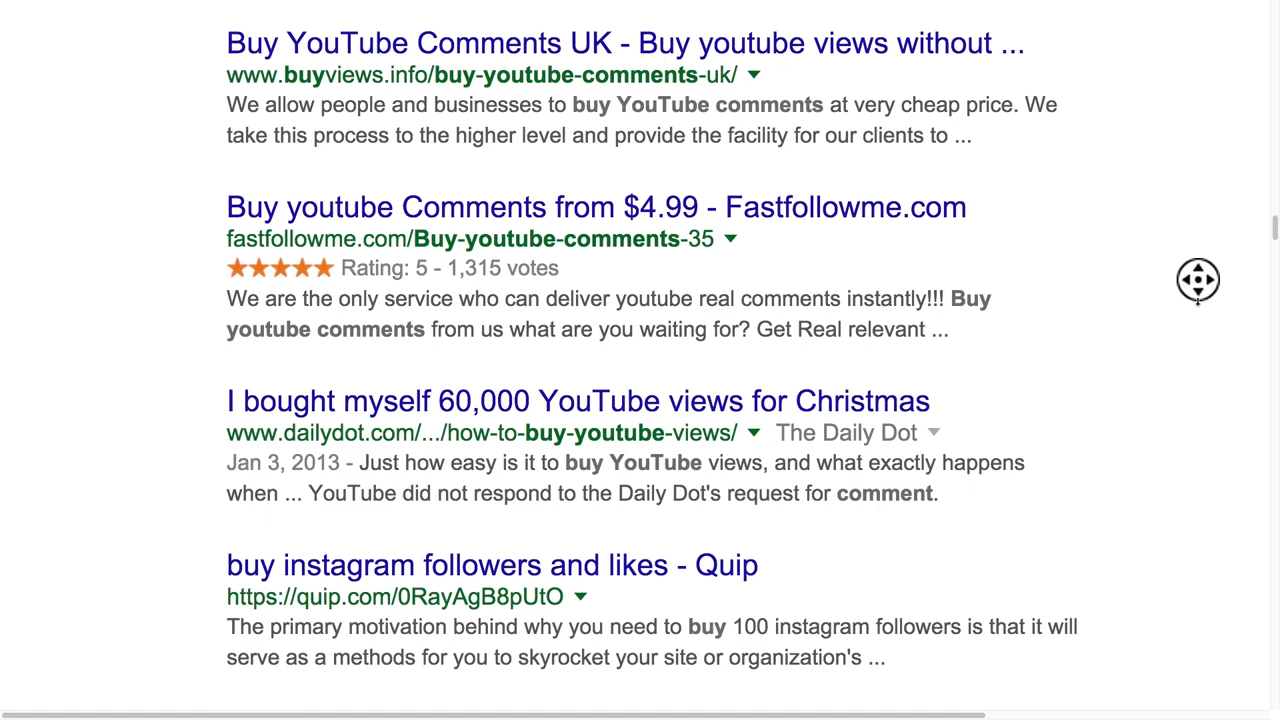 Buy YouTube Comments UK - Buy youtube views without ...
www.buyviews.info/buy-youtube-comments-uk/
We allow people and businesses to buy YouTube comments at very cheap price. We
take this process to the higher level and provide the facility for our clients to ...
Buy youtube Comments from $4.99 - Fastfollowme.com
fastfollowme.com/Buy-youtube-comments-35
Rating: 5 - 1,315 votes
We are the only service who can deliver youtube real comments instantly!!! Buy
youtube comments from us what are you waiting for? Get Real relevant ...
I bought myself 60,000 YouTube views for Christmas
www.dailydot.com/.../how-to-buy-youtube-views/ The Daily Dot
Jan 3, 2013 - Just how easy is it to buy YouTube views, and what exactly happens
when ... YouTube did not respond to the Daily Dot's request for comment.
buy instagram followers and likes - Quip
https://quip.com/0RayAgB8pUtO
The primary motivation behind why you need to buy 100 instagram followers is that it will
serve as a methods for you to skyrocket your site or organization's ...